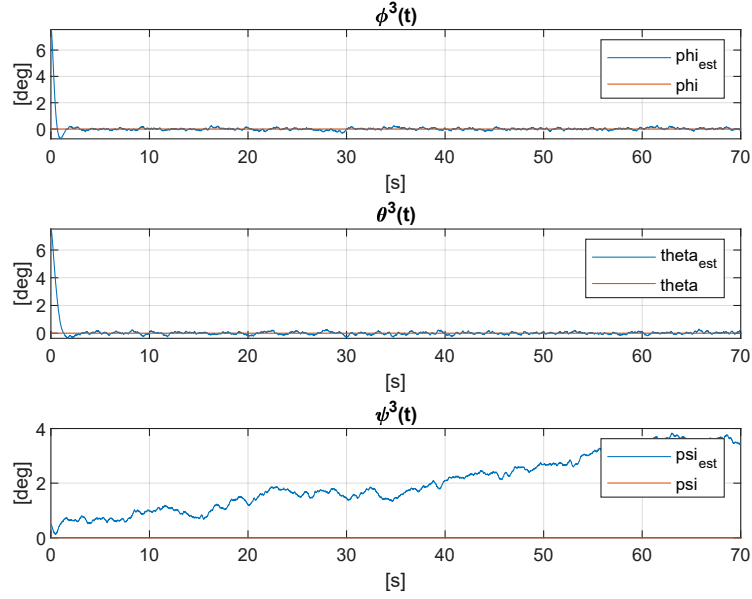 ϕ³(t)
[deg]
6
4
2
0
phi_est
phi
0 10 20 30 40 50 60 70
[s]
θ³(t)
[deg]
6
4
2
0
theta_est
theta
0 10 20 30 40 50 60 70
[s]
ψ³(t)
[deg]
4
2
0
psi_est
psi
0 10 20 30 40 50 60 70
[s]